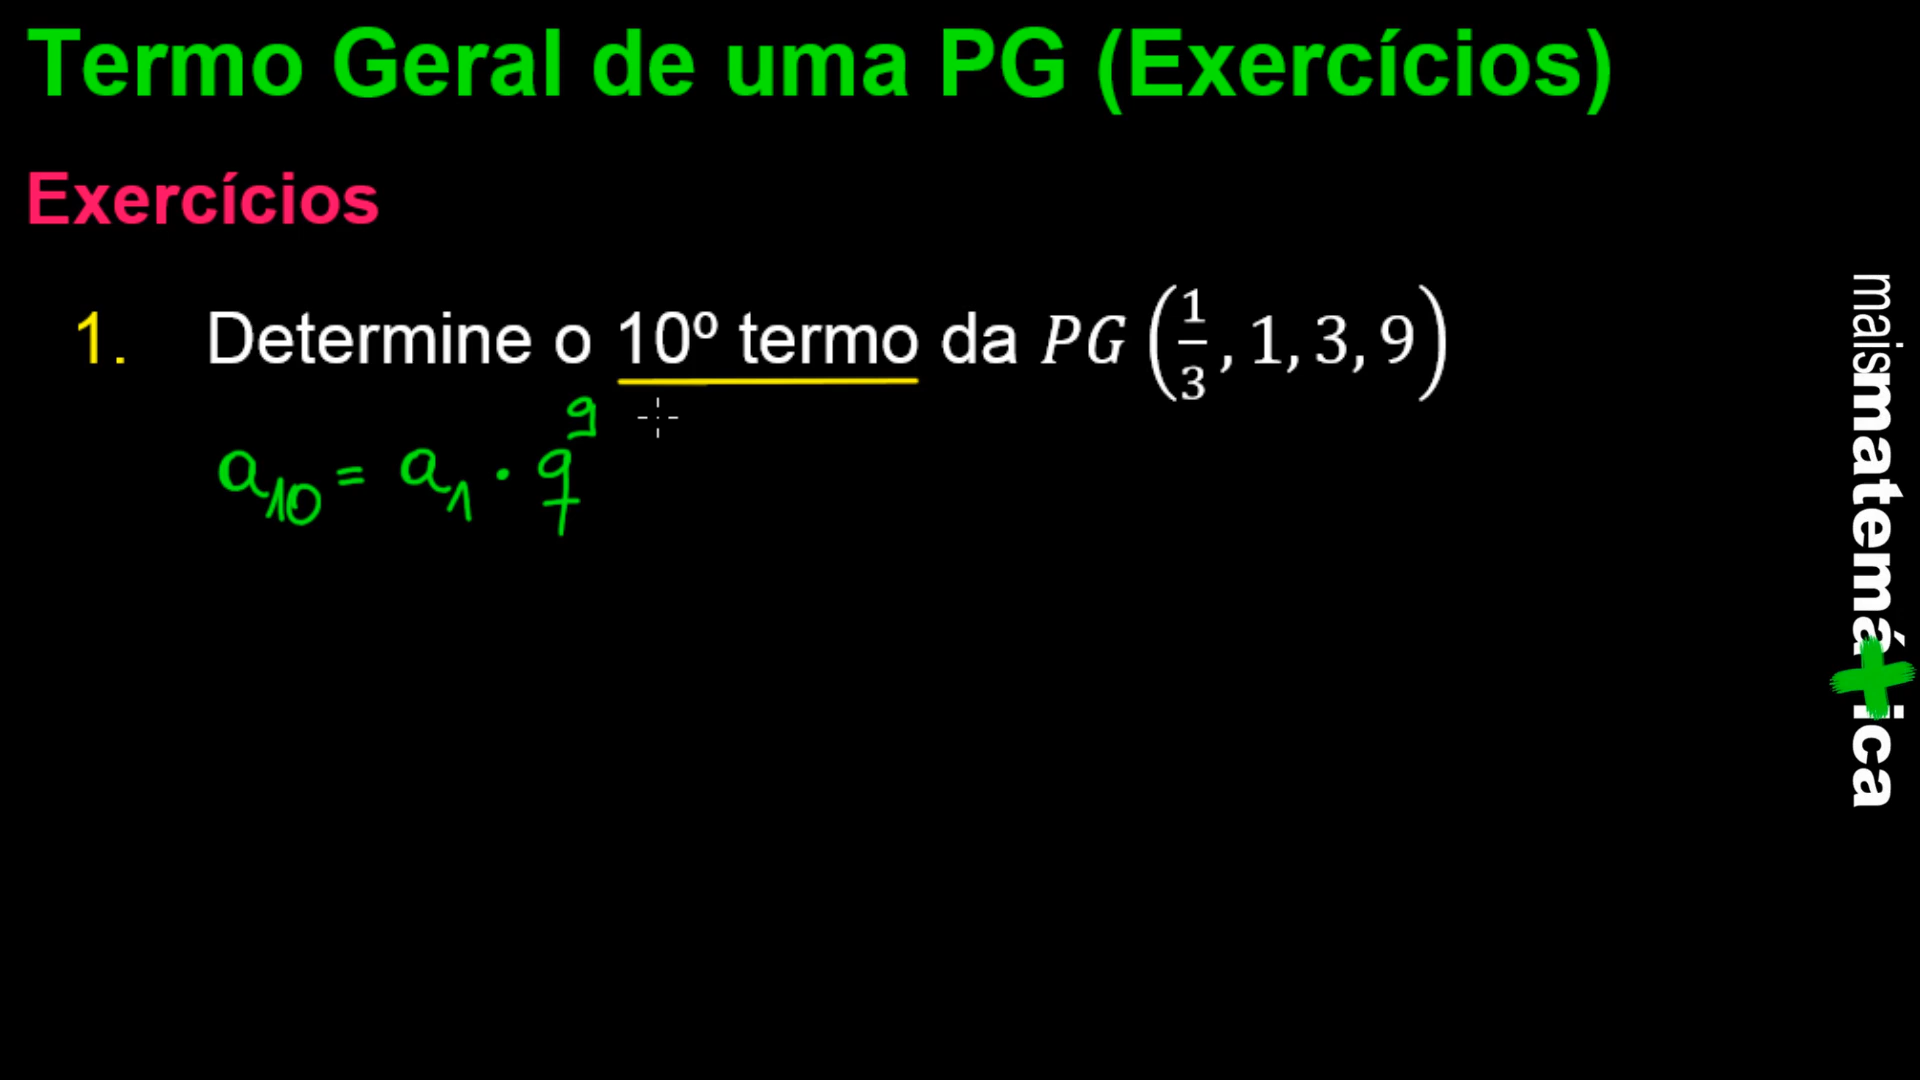 Termo Geral de uma PG (Exercícios)
Exercícios
1. Determine o 10º termo da PG (1/3, 1, 3, 9)
a₁₀ = a₁ · q⁹
maismatemática